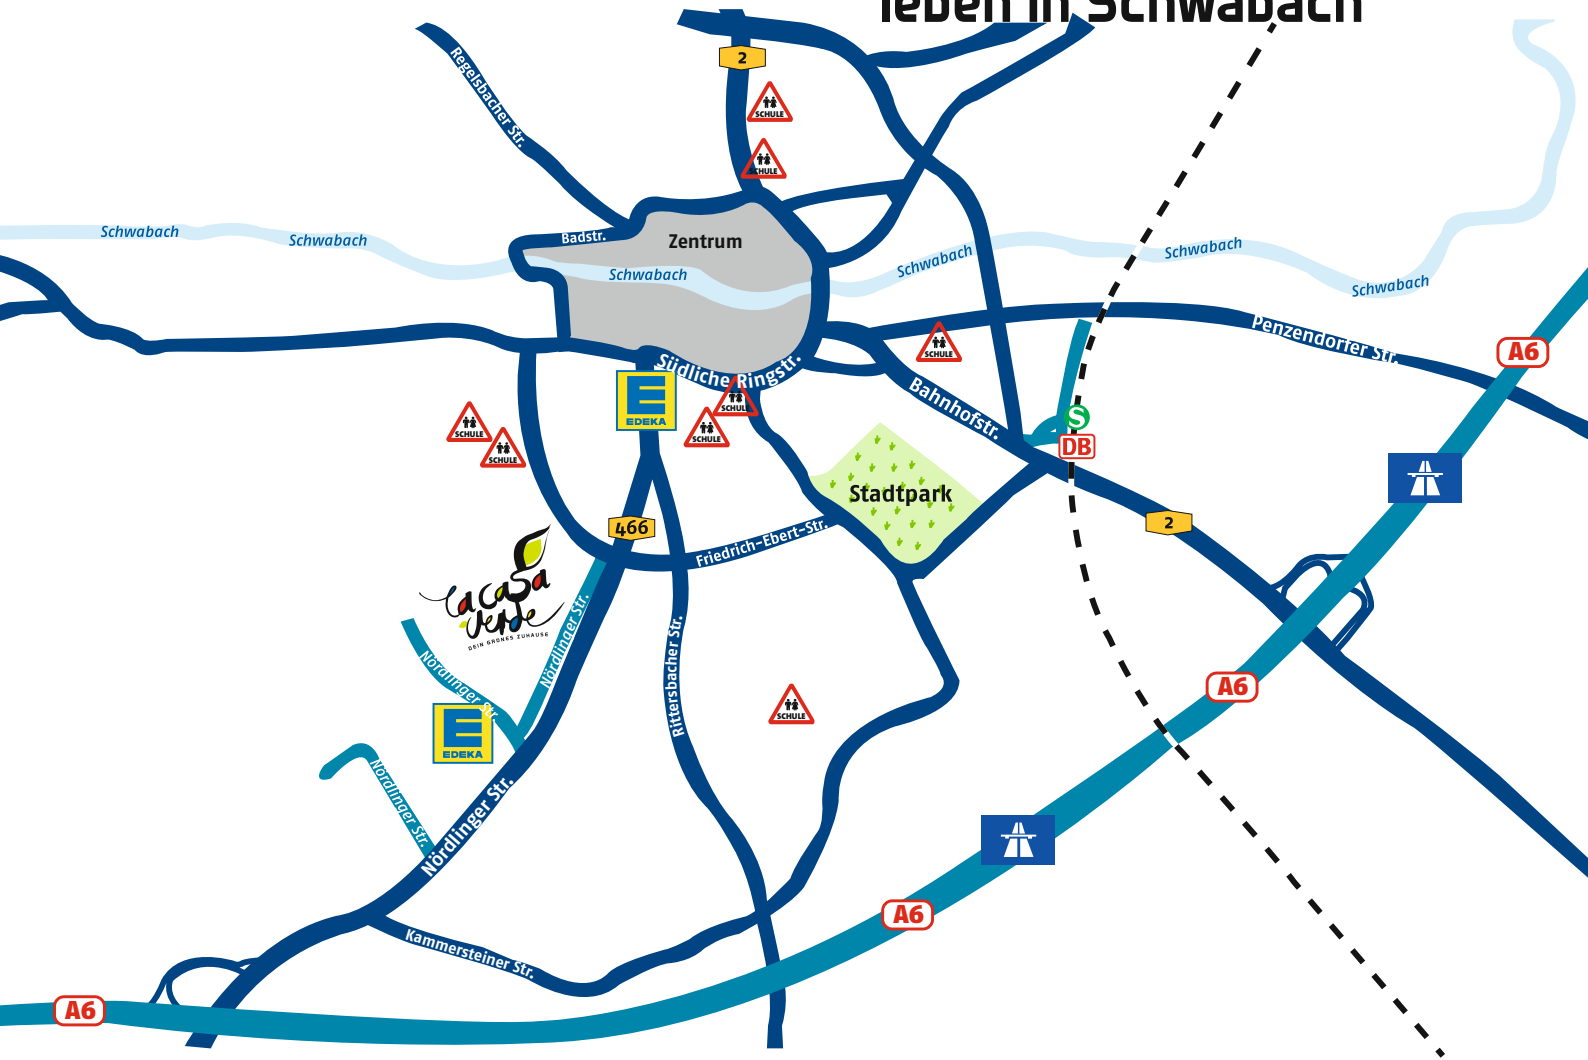 leben in Schwabach
2
Regelsbacher Str.
SCHULE
SCHULE
Schwabach
Schwabach
Badstr.
Zentrum
Schwabach
Schwabach
Schwabach
Schwabach
Penzendorfer Str.
A6
SCHULE
Südliche Ringstr.
E
EDEKA
SCHULE
SCHULE
Bahnhofstr.
S
DB
SCHULE
SCHULE
Stadtpark
2
466
Friedrich-Ebert-Str.
la casa
verde
DEIN GRÜNES ZUHAUSE
Nördlinger Str.
Nördlinger Str.
Rittersbacher Str.
A6
SCHULE
E
EDEKA
Nördlinger Str.
Nördlinger Str.
A6
Kammersteiner Str.
A6